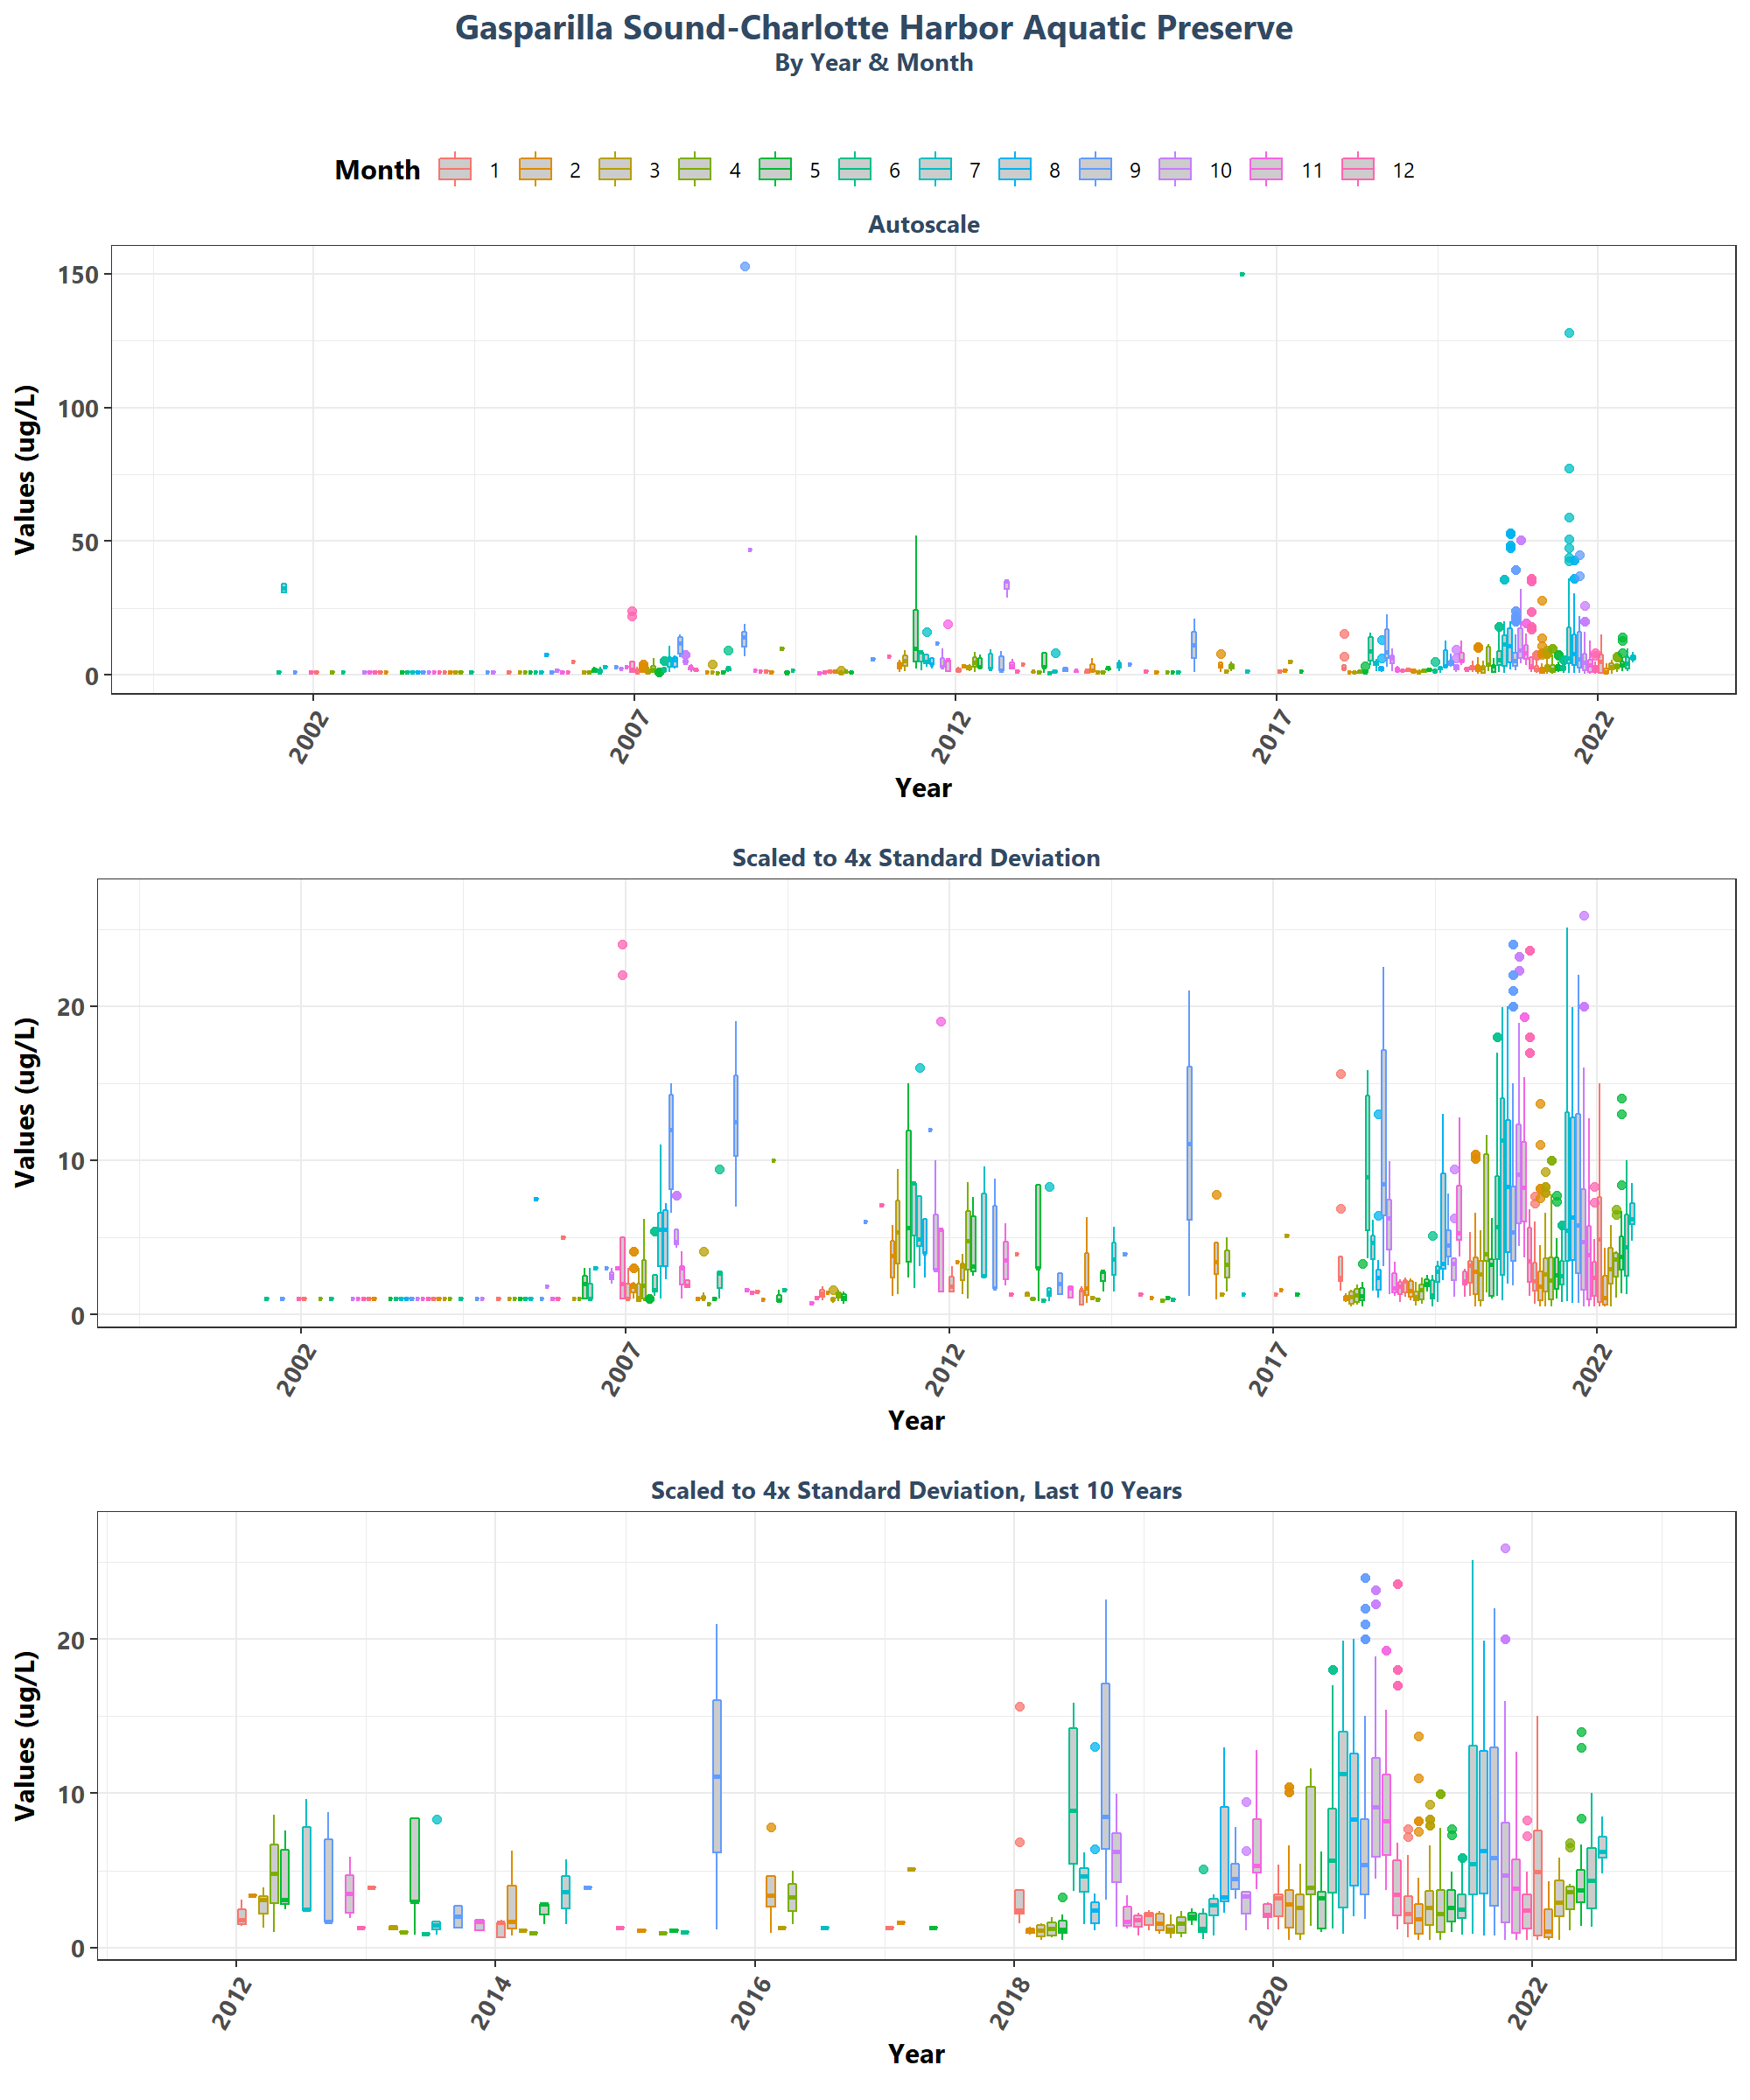 Gasparilla Sound-Charlotte Harbor Aquatic Preserve
By Year & Month
Month 1 2 3 4 5 6 7 8 9 10 11 12
Autoscale
Values (ug/L)
150
100
50
0
2002 2007 2012 2017 2022
Year
Scaled to 4x Standard Deviation
Values (ug/L)
20
10
0
2002 2007 2012 2017 2022
Year
Scaled to 4x Standard Deviation, Last 10 Years
Values (ug/L)
20
10
0
2012 2014 2016 2018 2020 2022
Year